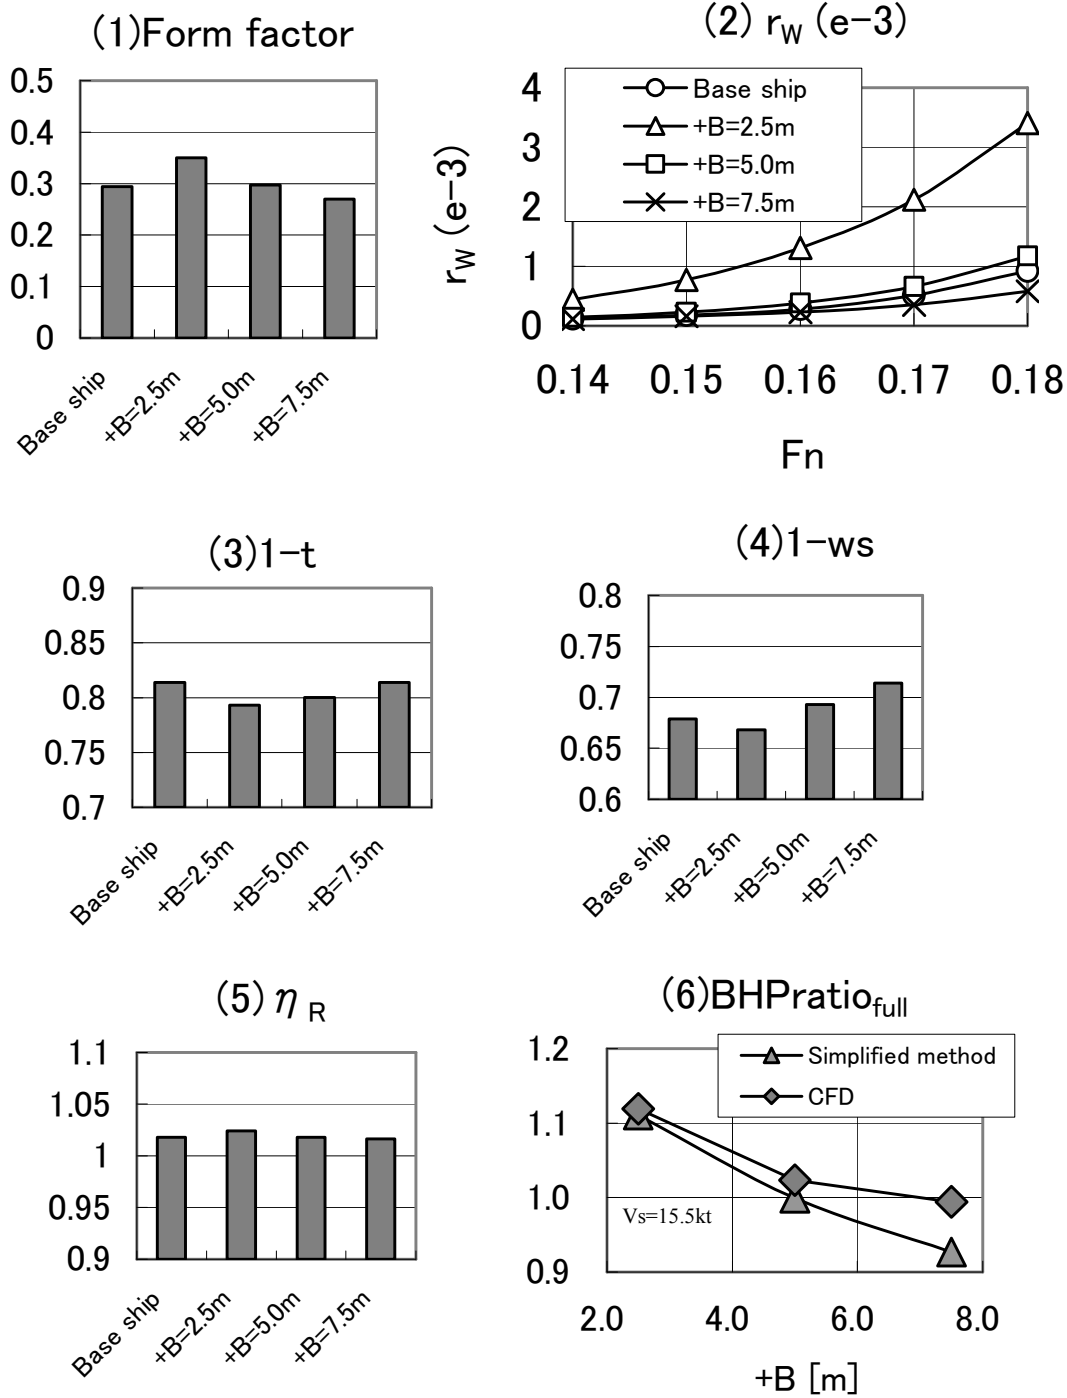 (1)Form factor
0.5
0.4
0.3
0.2
0.1
0
Base ship
+B=2.5m
+B=5.0m
+B=7.5m
(2) rW (e-3)
rW (e-3)
4
3
2
1
0
Base ship
+B=2.5m
+B=5.0m
+B=7.5m
0.14 0.15 0.16 0.17 0.18
Fn
(3)1-t
0.9
0.85
0.8
0.75
0.7
Base ship
+B=2.5m
+B=5.0m
+B=7.5m
(4)1-ws
0.8
0.75
0.7
0.65
0.6
Base ship
+B=2.5m
+B=5.0m
+B=7.5m
(5) η R
1.1
1.05
1
0.95
0.9
Base ship
+B=2.5m
+B=5.0m
+B=7.5m
(6)BHPratiofull
1.2
1.1
1.0
0.9
Simplified method
CFD
Vs=15.5kt
2.0 4.0 6.0 8.0
+B [m]